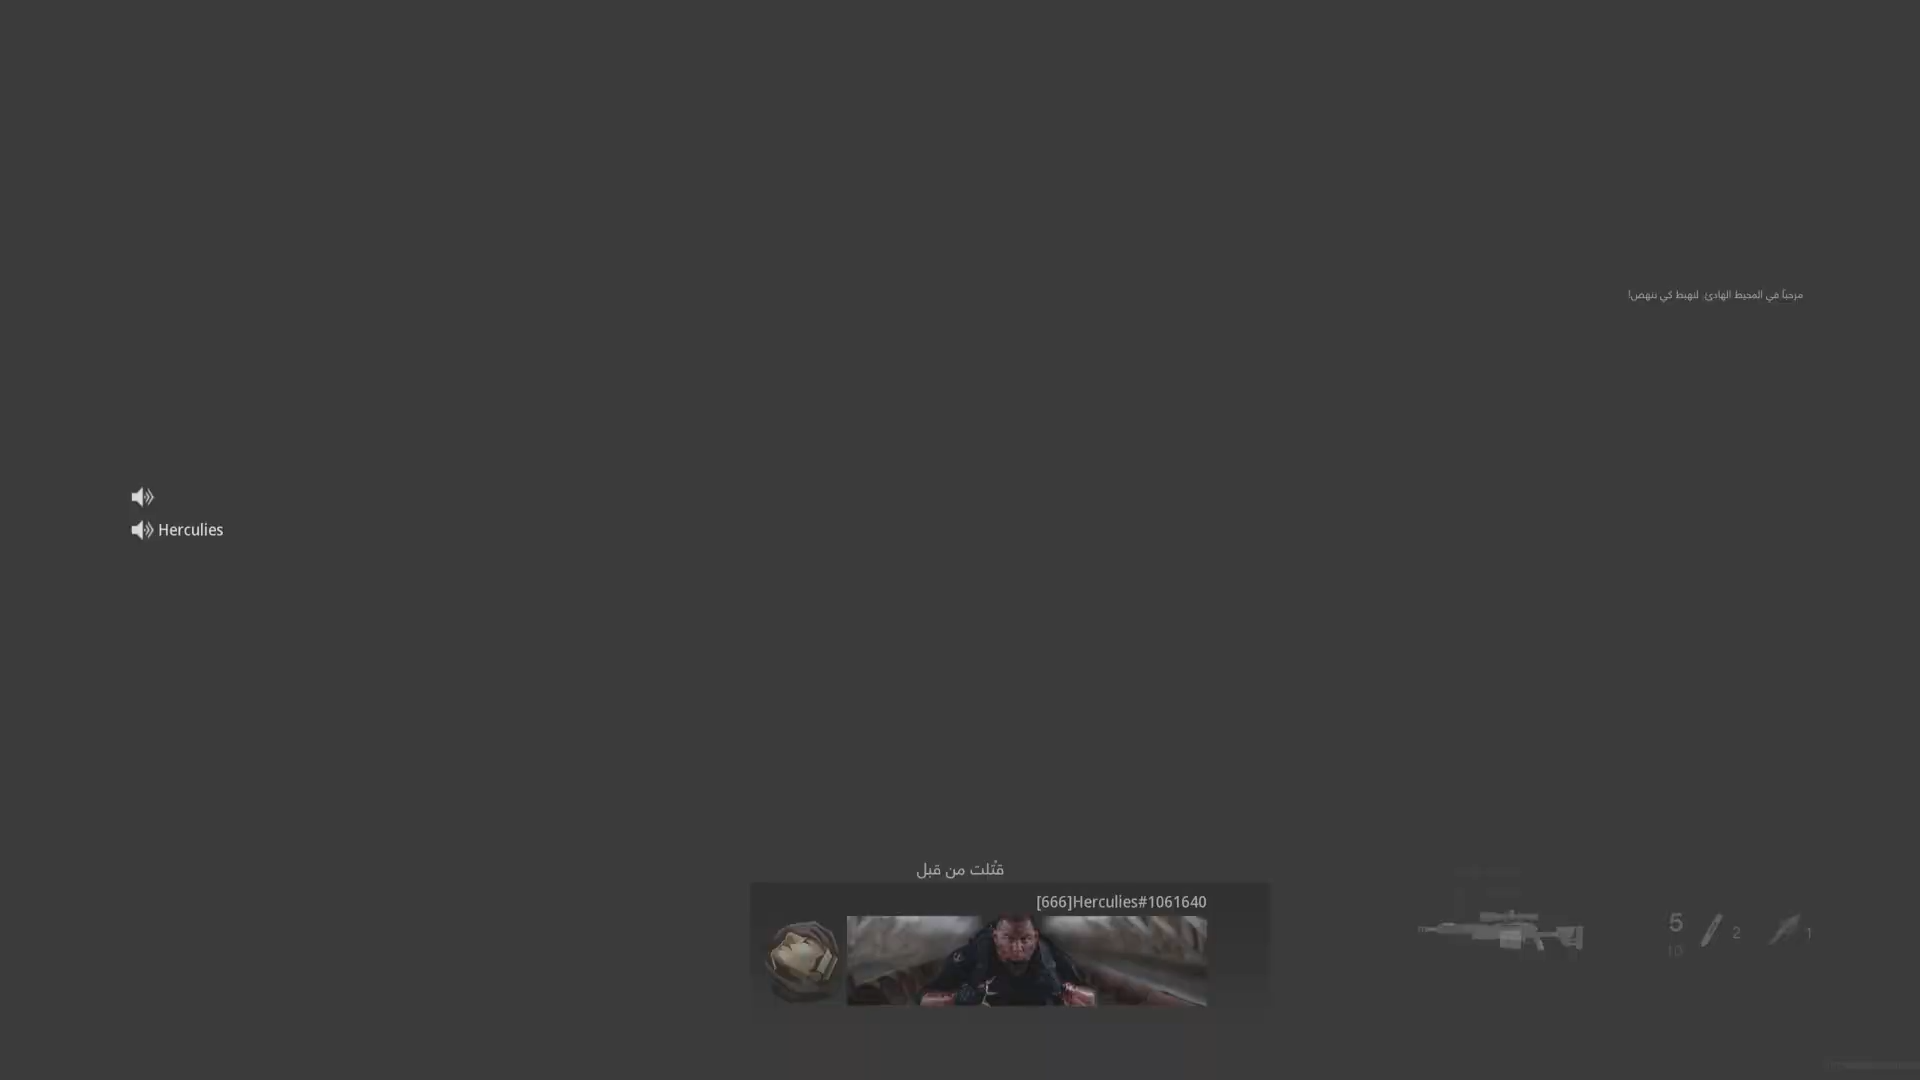 مرحباً في المحيط الهادئ. لنهبط كي ننهض!
Herculies
قُتلت من قبل
[666]Herculies#1061640
5
10
2
1